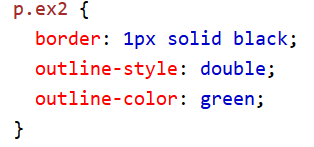 p.ex2 {
  border: 1px solid black;
  outline-style: double;
  outline-color: green;
}